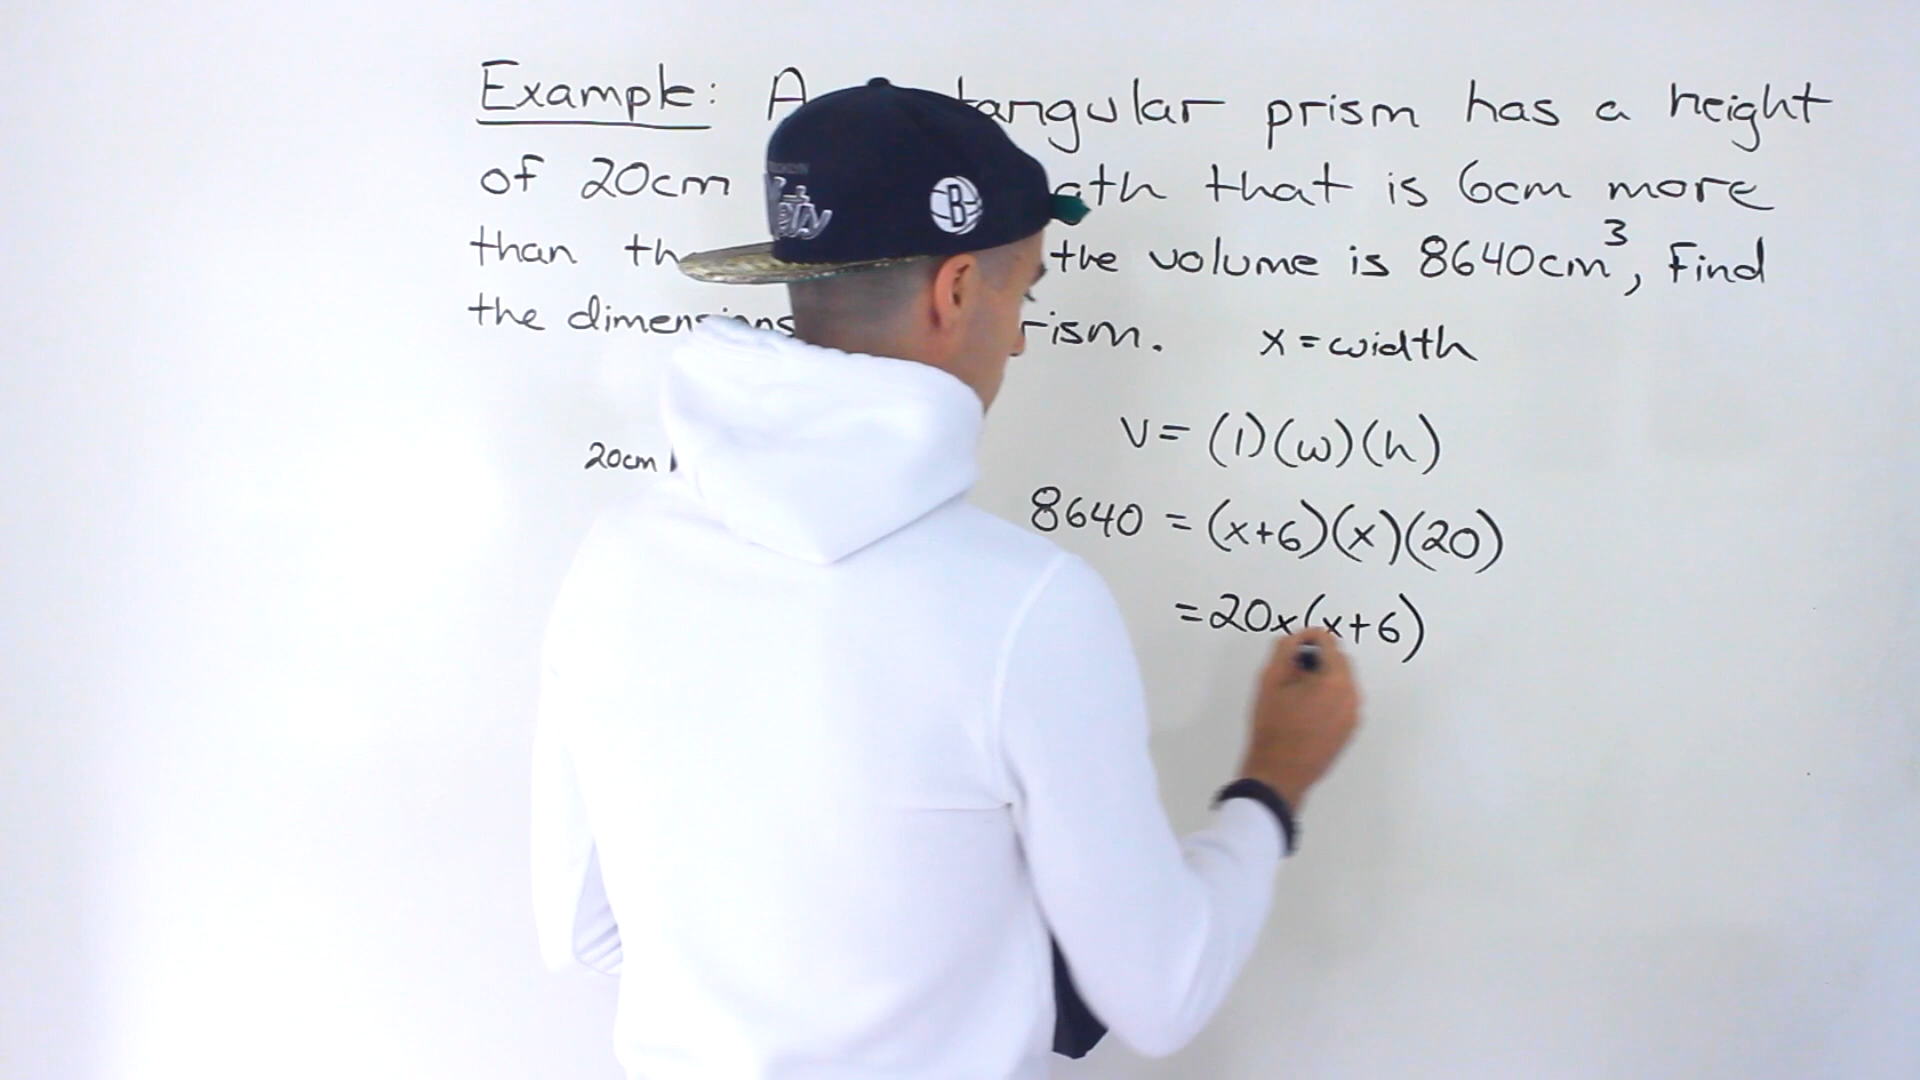 Example: A tangular prism has a height
of 20cm gth that is 6cm more
than th the volume is 8640cm³, Find
the dimensions rism.
x = width
20cm
V = (l)(w)(h)
8640 = (x+6)(x)(20)
= 20x(x+6)
B